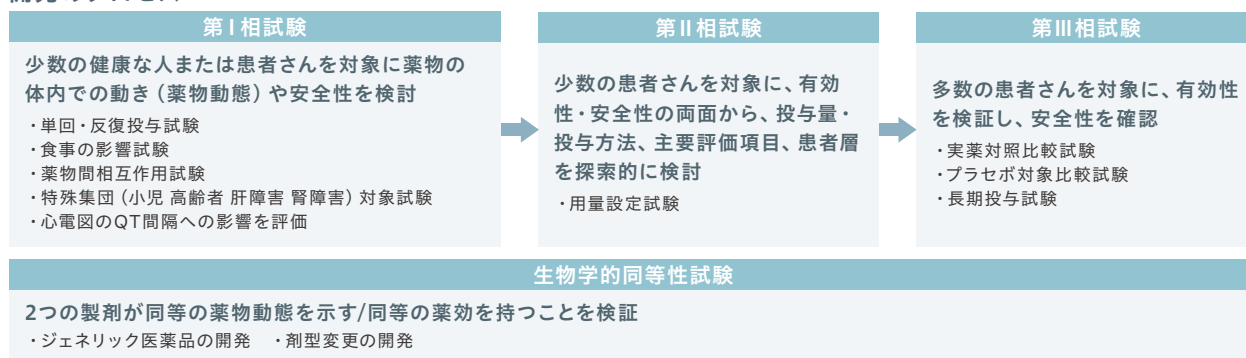 第Ⅰ相試験
少数の健康な人または患者さんを対象に薬物の
体内での動き（薬物動態）や安全性を検討
・単回・反復投与試験
・食事の影響試験
・薬物間相互作用試験
・特殊集団（小児 高齢者 肝障害 腎障害）対象試験
・心電図のQT間隔への影響を評価
第Ⅱ相試験
少数の患者さんを対象に、有効
性・安全性の両面から、投与量・
投与方法、主要評価項目、患者層
を探索的に検討
・用量設定試験
第Ⅲ相試験
多数の患者さんを対象に、有効性
を検証し、安全性を確認
・実薬対照比較試験
・プラセボ対象比較試験
・長期投与試験
生物学的同等性試験
2つの製剤が同等の薬物動態を示す/同等の薬効を持つことを検証
・ジェネリック医薬品の開発 ・剤型変更の開発